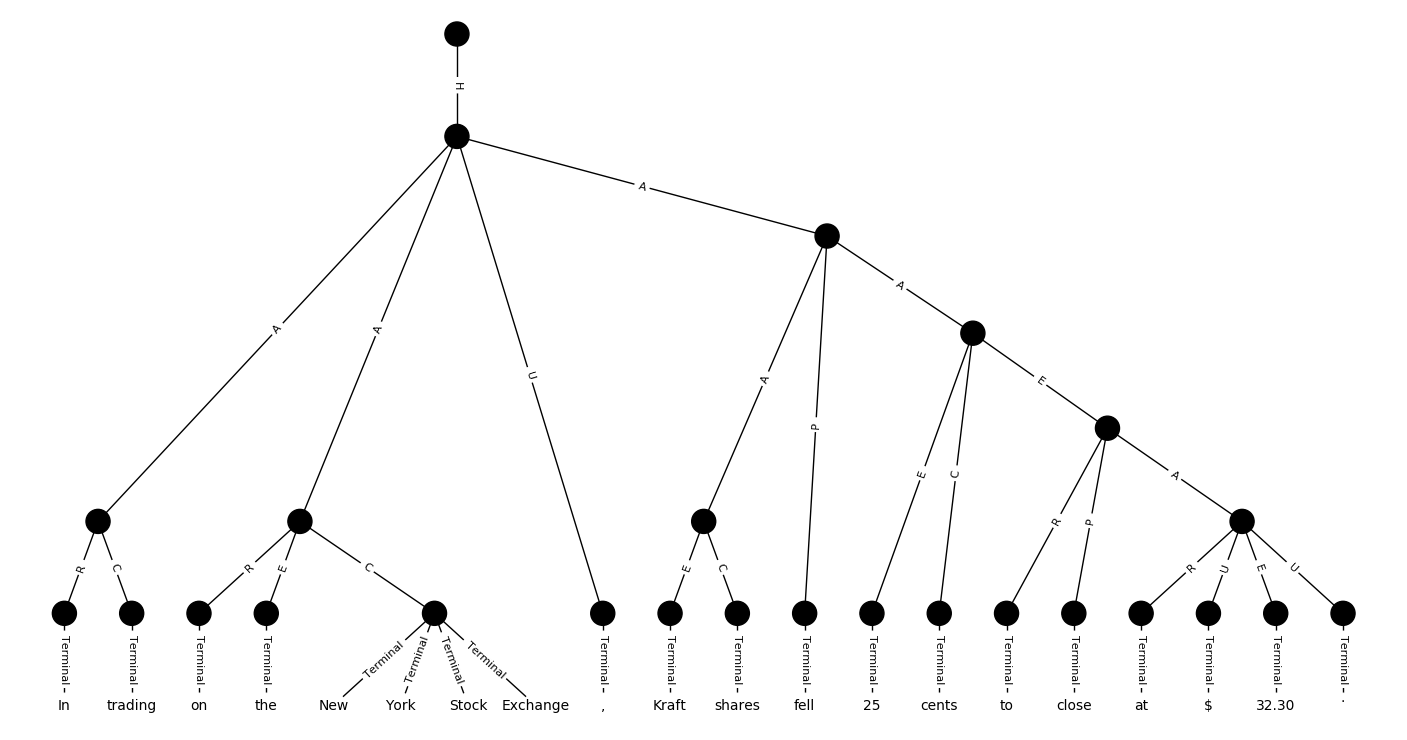 H
A
A
A
U
A
A
P
E
E
C
A
R
P
R
C
R
E
C
E
C
R
U
E
U
Terminal Terminal Terminal Terminal Terminal Terminal Terminal Terminal Terminal Terminal Terminal Terminal Terminal Terminal Terminal Terminal Terminal Terminal Terminal Terminal
In trading on the New York Stock Exchange , Kraft shares fell 25 cents to close at $ 32.30 .